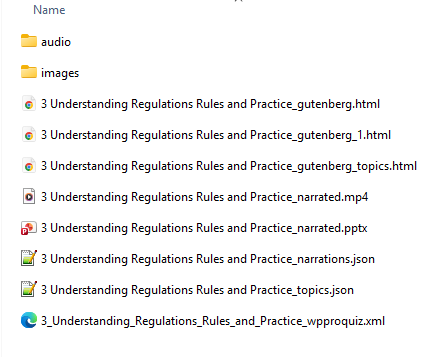 Name
audio
images
3 Understanding Regulations Rules and Practice_gutenberg.html
3 Understanding Regulations Rules and Practice_gutenberg_1.html
3 Understanding Regulations Rules and Practice_gutenberg_topics.html
3 Understanding Regulations Rules and Practice_narrated.mp4
3 Understanding Regulations Rules and Practice_narrated.pptx
3 Understanding Regulations Rules and Practice_narrations.json
3 Understanding Regulations Rules and Practice_topics.json
3_Understanding_Regulations_Rules_and_Practice_wpproquiz.xml